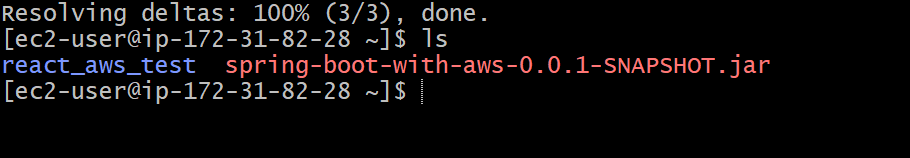 Resolving deltas: 100% (3/3), done.
[ec2-user@ip-172-31-82-28 ~]$ ls
react_aws_test  spring-boot-with-aws-0.0.1-SNAPSHOT.jar
[ec2-user@ip-172-31-82-28 ~]$